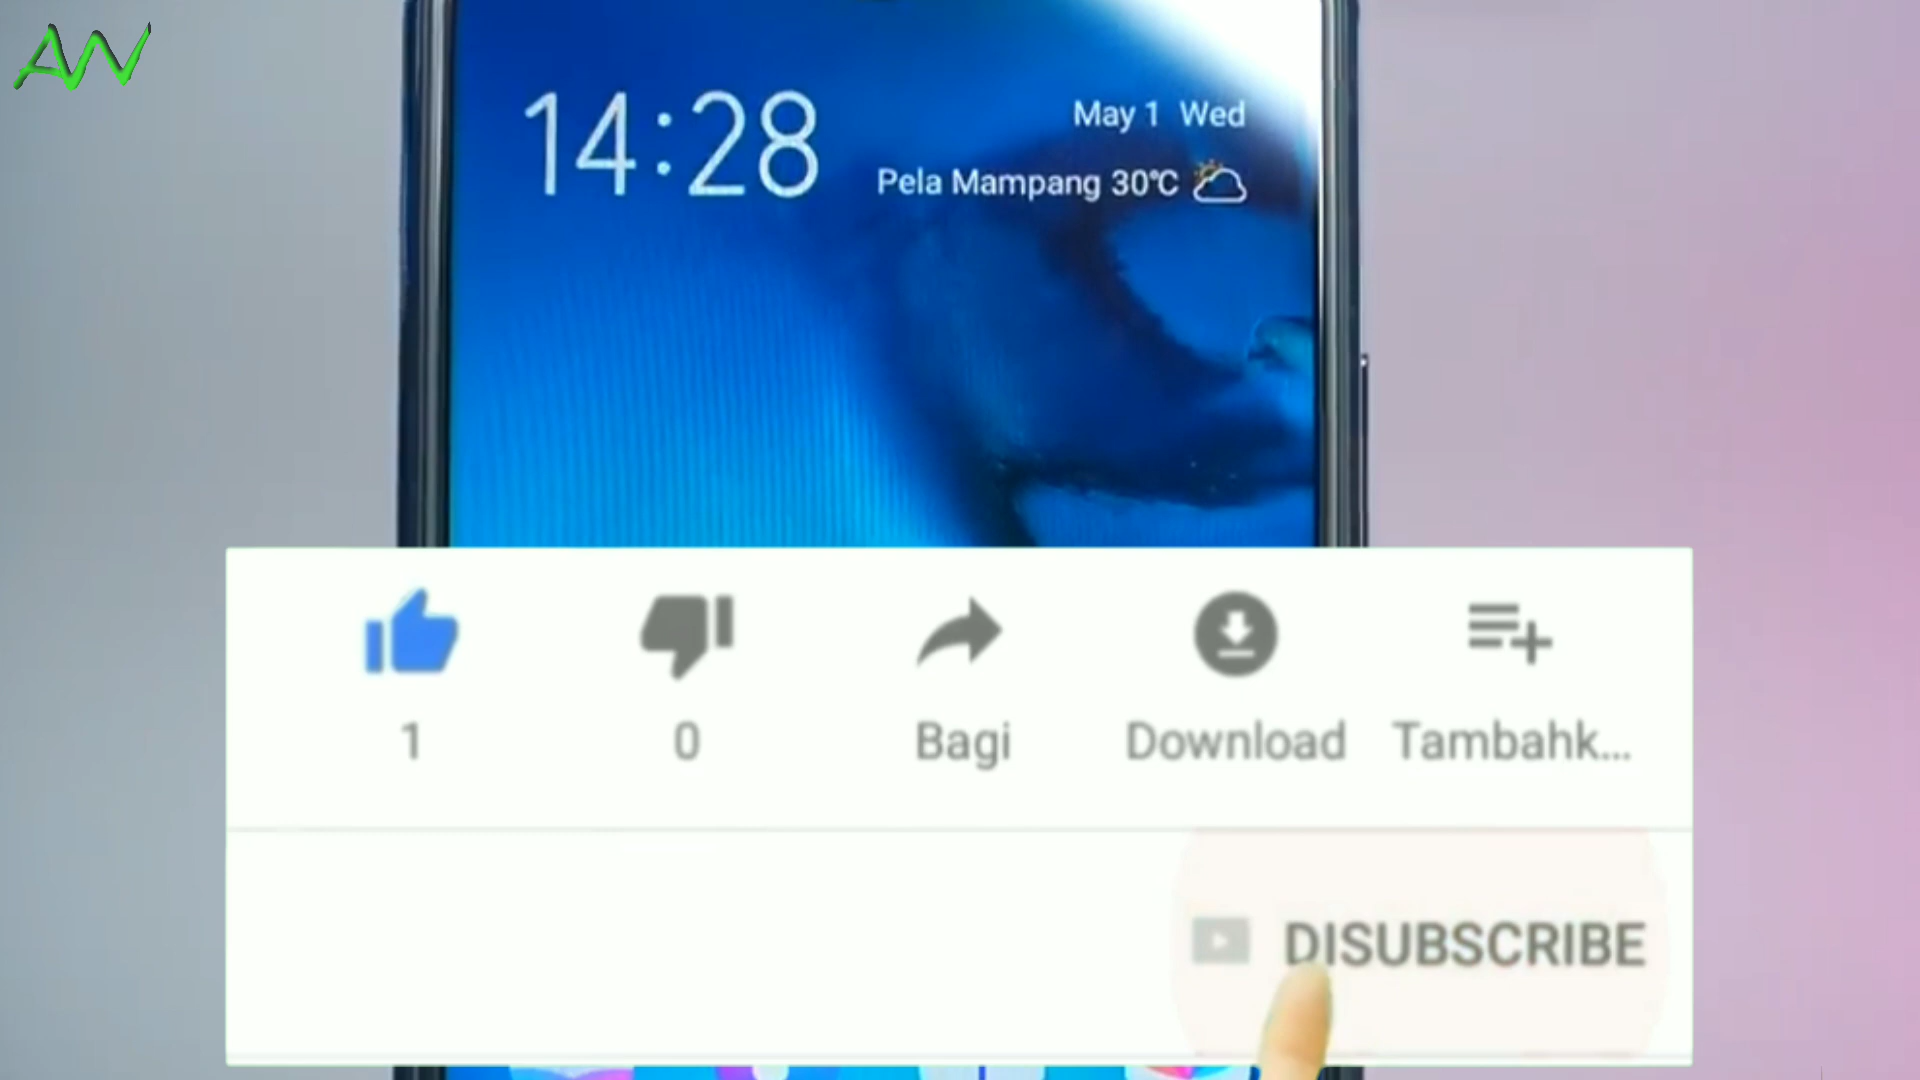 AW
14:28
May 1 Wed
Pela Mampang 30℃
1
0
Bagi
Download
Tambahk...
DISUBSCRIBE